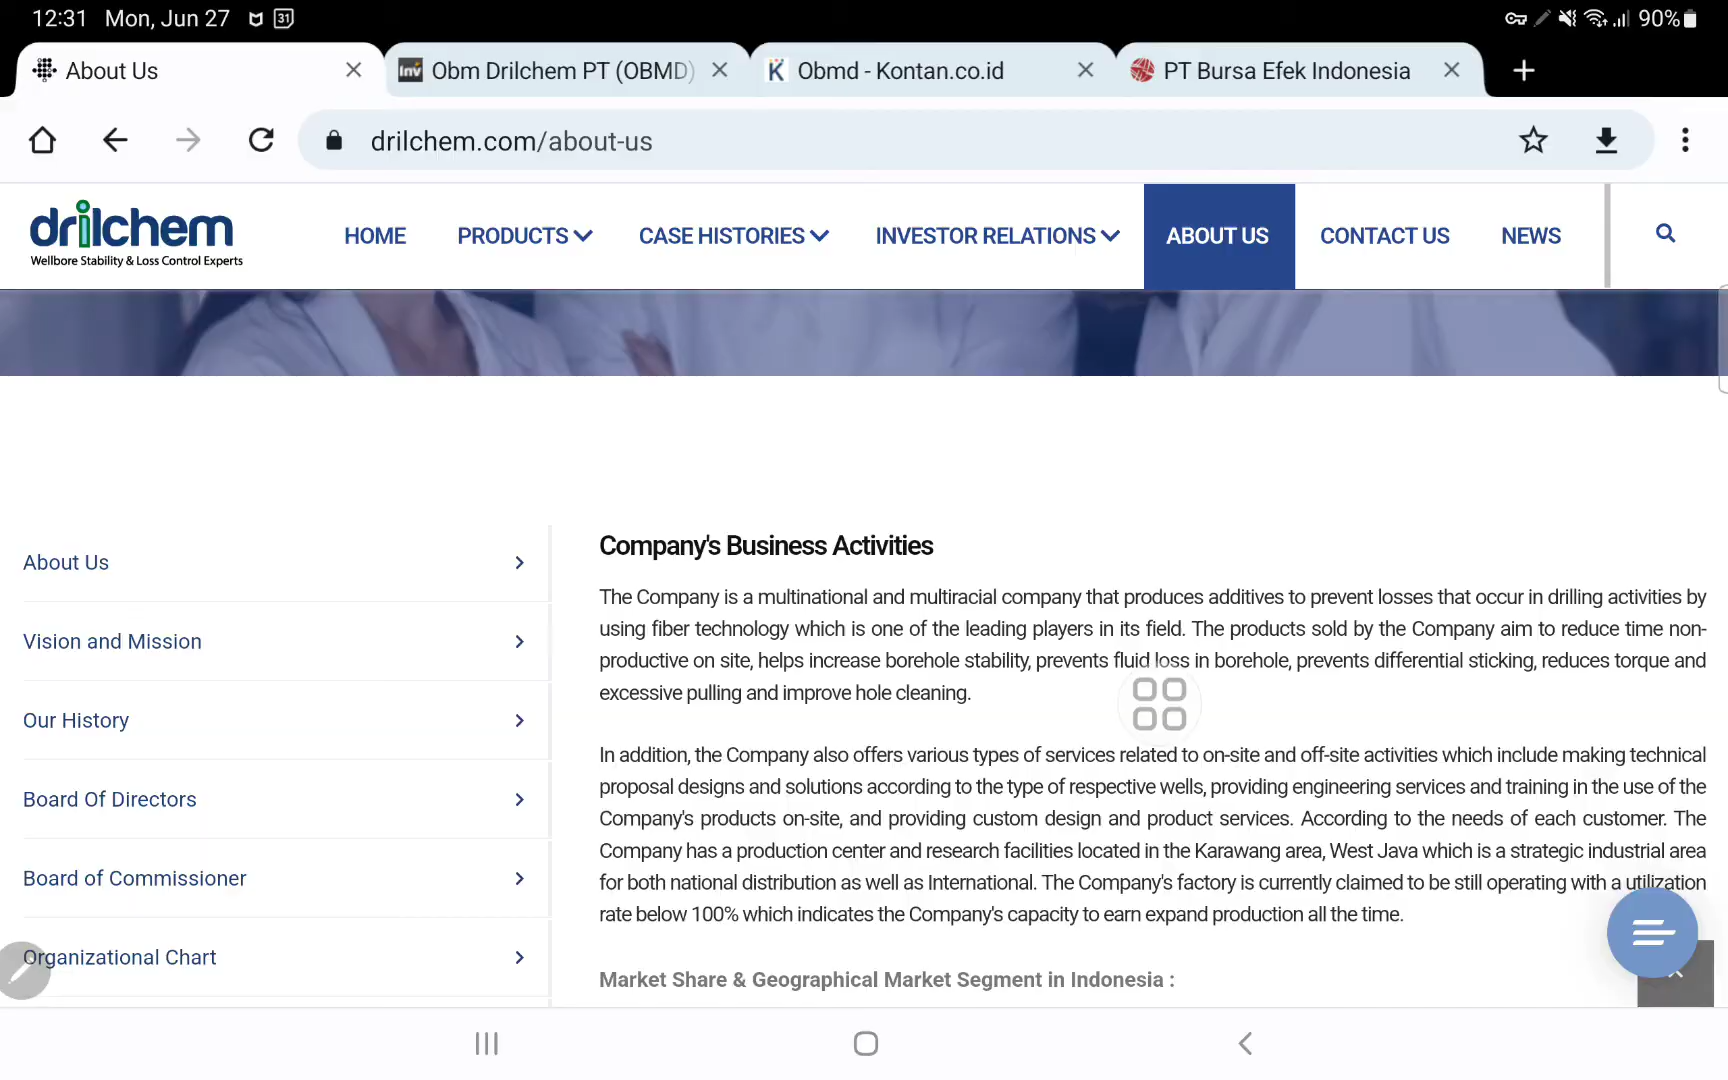 12:31 Mon, Jun 27 31 90%
About Us
Obm Drilchem PT (OBMD)
Obmd - Kontan.co.id
PT Bursa Efek Indonesia
drilchem.com/about-us
drilchem
Wellbore Stability & Loss Control Experts
HOME
PRODUCTS
CASE HISTORIES
INVESTOR RELATIONS
ABOUT US
CONTACT US
NEWS
About Us
Vision and Mission
Our History
Board Of Directors
Board of Commissioner
Organizational Chart
Company's Business Activities
The Company is a multinational and multiracial company that produces additives to prevent losses that occur in drilling activities by
using fiber technology which is one of the leading players in its field. The products sold by the Company aim to reduce time non-
productive on site, helps increase borehole stability, prevents fluid loss in borehole, prevents differential sticking, reduces torque and
excessive pulling and improve hole cleaning.
In addition, the Company also offers various types of services related to on-site and off-site activities which include making technical
proposal designs and solutions according to the type of respective wells, providing engineering services and training in the use of the
Company's products on-site, and providing custom design and product services. According to the needs of each customer. The
Company has a production center and research facilities located in the Karawang area, West Java which is a strategic industrial area
for both national distribution as well as International. The Company's factory is currently claimed to be still operating with a utilization
rate below 100% which indicates the Company's capacity to earn expand production all the time.
Market Share & Geographical Market Segment in Indonesia :